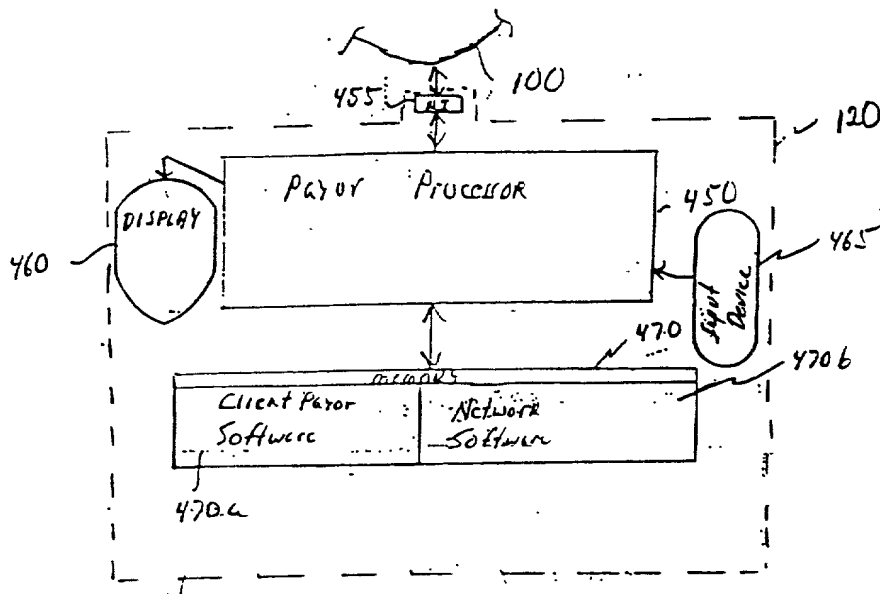 100
455
120
Payor Processor
450
DISPLAY
460
465
Input Device
470
memory
470b
Client Payor Software
Network Software
470a